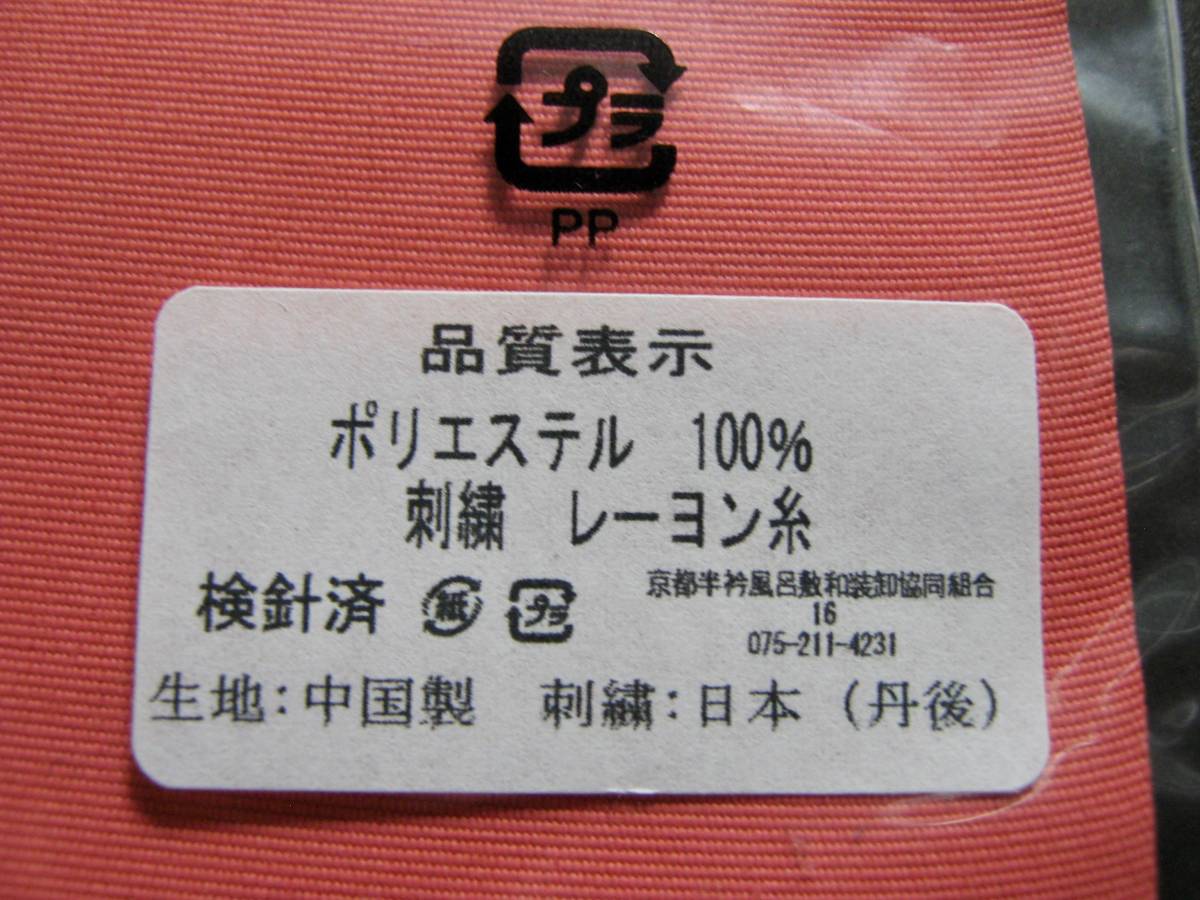 プラ
PP
品質表示
ポリエステル 100%
刺繍 レーヨン糸
検針済 紙 プラ
京都半衿風呂敷和装卸協同組合
16
075-211-4231
生地:中国製 刺繍:日本(丹後)